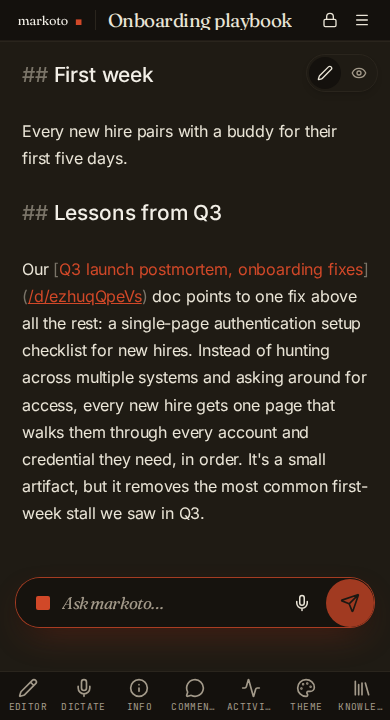 markoto
Onboarding playbook
## First week
Every new hire pairs with a buddy for their
first five days.
## Lessons from Q3
Our [Q3 launch postmortem, onboarding fixes]
(/d/ezhuqQpeVs) doc points to one fix above
all the rest: a single-page authentication setup
checklist for new hires. Instead of hunting
across multiple systems and asking around for
access, every new hire gets one page that
walks them through every account and
credential they need, in order. It's a small
artifact, but it removes the most common first-
week stall we saw in Q3.
Ask markoto...
EDITOR DICTATE INFO COMMEN… ACTIVI… THEME KNOWLE…